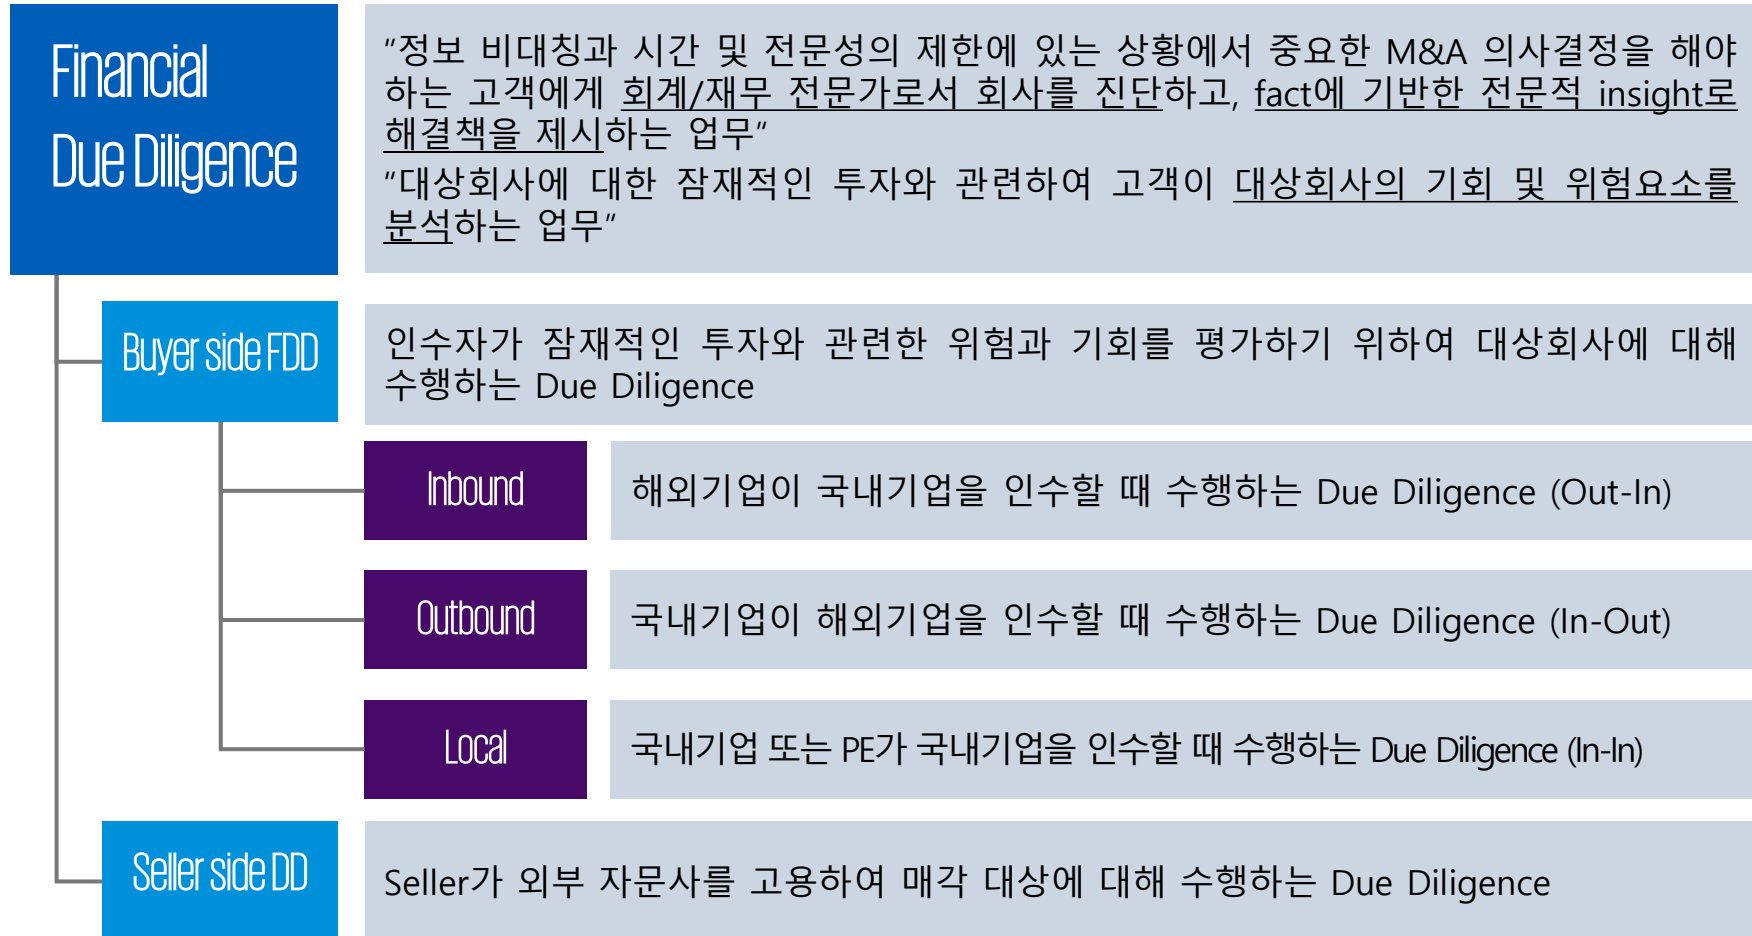 Financial
Due Diligence
"정보 비대칭과 시간 및 전문성의 제한에 있는 상황에서 중요한 M&A 의사결정을 해야
하는 고객에게 회계/재무 전문가로서 회사를 진단하고, fact에 기반한 전문적 insight로
해결책을 제시하는 업무"
"대상회사에 대한 잠재적인 투자와 관련하여 고객이 대상회사의 기회 및 위험요소를
분석하는 업무"
Buyer side FDD
인수자가 잠재적인 투자와 관련한 위험과 기회를 평가하기 위하여 대상회사에 대해
수행하는 Due Diligence
Inbound
해외기업이 국내기업을 인수할 때 수행하는 Due Diligence (Out-In)
Outbound
국내기업이 해외기업을 인수할 때 수행하는 Due Diligence (In-Out)
Local
국내기업 또는 PE가 국내기업을 인수할 때 수행하는 Due Diligence (In-In)
Seller side DD
Seller가 외부 자문사를 고용하여 매각 대상에 대해 수행하는 Due Diligence